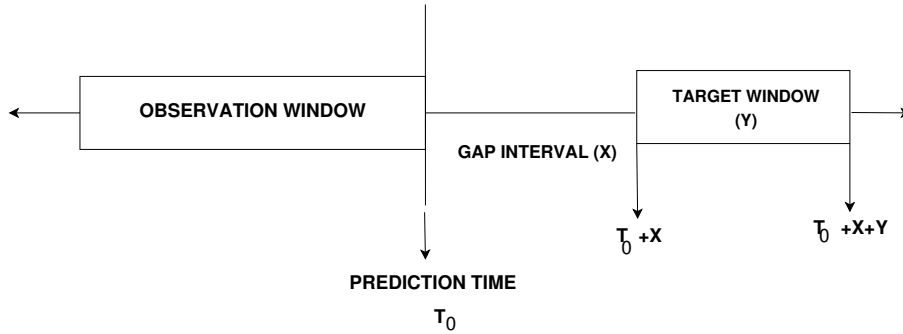 OBSERVATION WINDOW
TARGET WINDOW
(Y)
GAP INTERVAL (X)
T0 +X
T0 +X+Y
PREDICTION TIME
T0